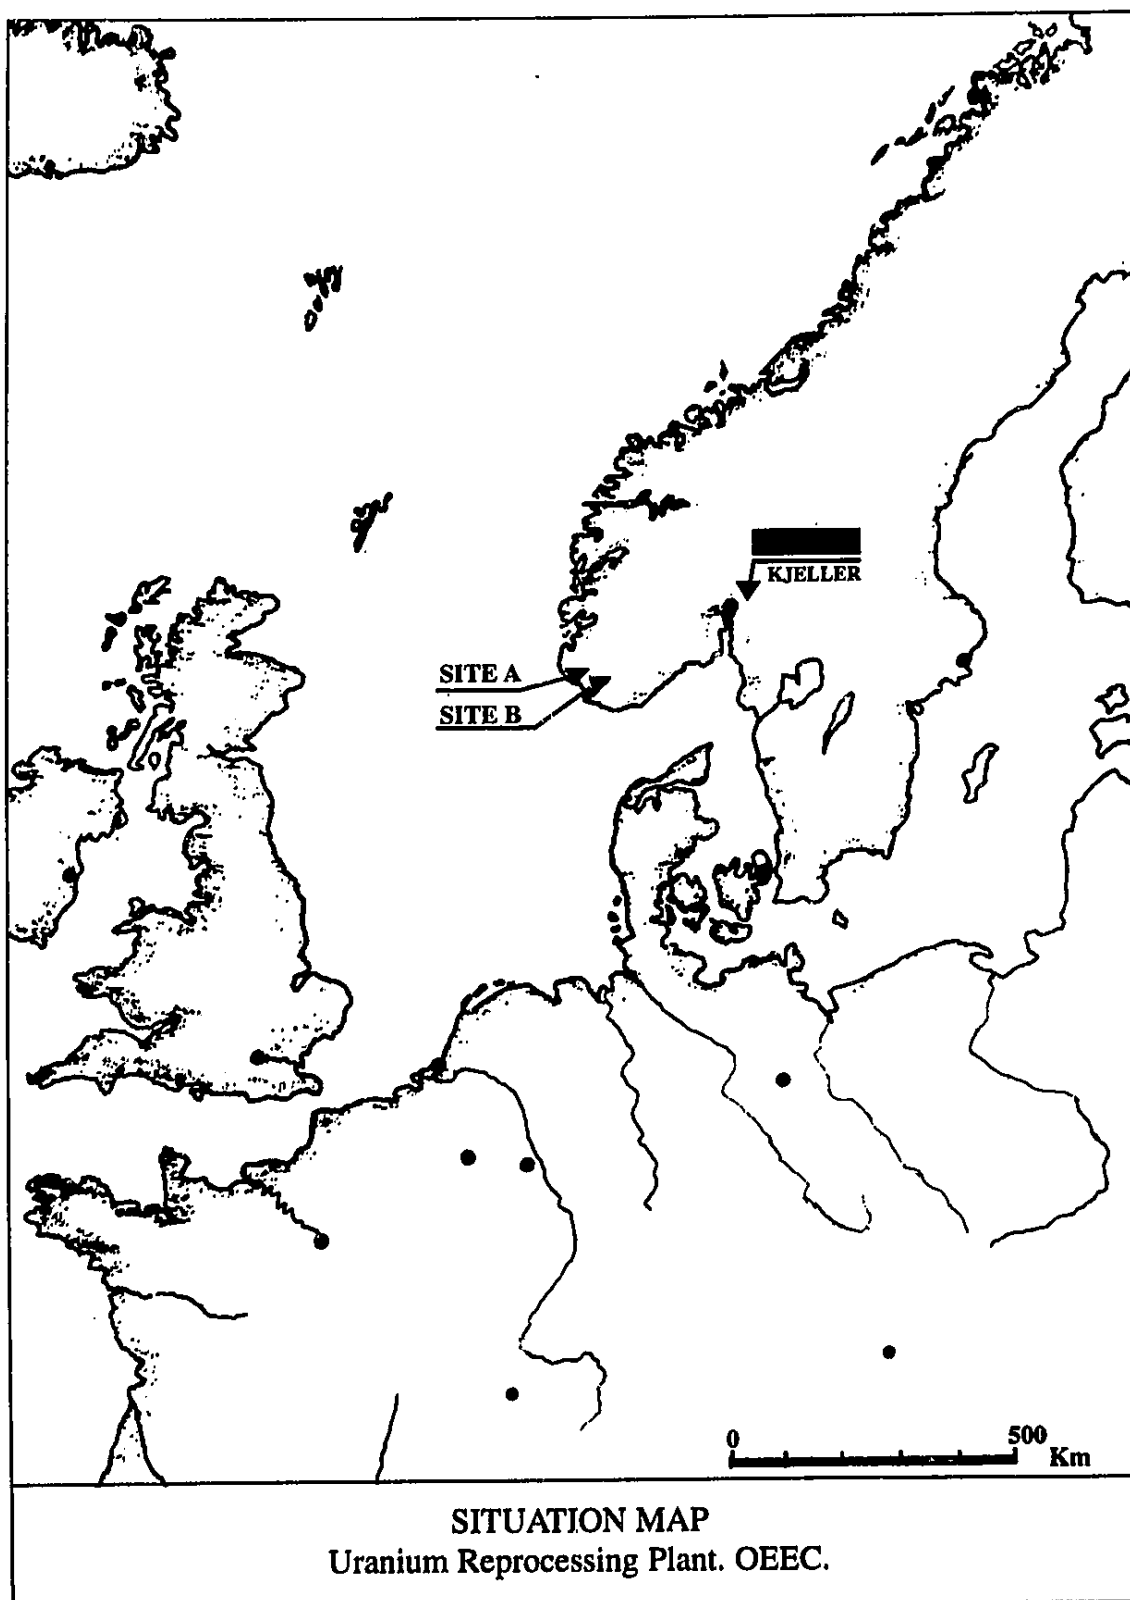 KJELLER
SITE A
SITE B
0 500
Km
SITUATION MAP
Uranium Reprocessing Plant. OEEC.